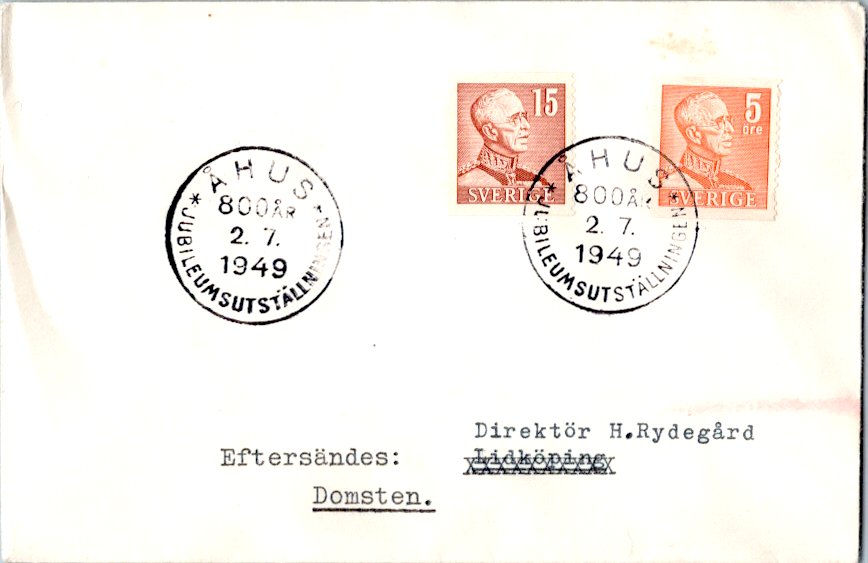 15
SVERIGE
5
öre
SVERIGE
ÅHUS
800 ÅR
2. 7.
1949
*JUBILEUMSUTSTÄLLNINGEN*
ÅHUS
800 ÅR
2. 7.
1949
*JUBILEUMSUTSTÄLLNINGEN*
Direktör H.Rydegård
Lidköping
Eftersändes:
Domsten.